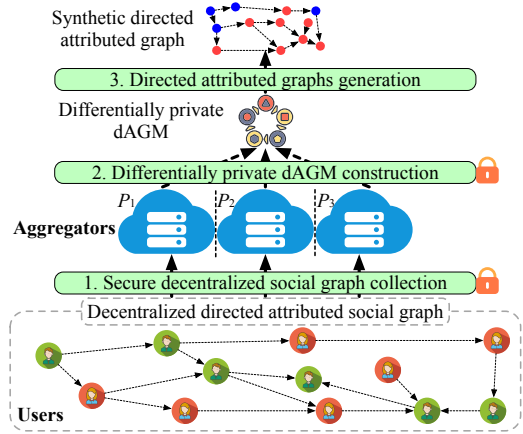 Synthetic directed
attributed graph
3. Directed attributed graphs generation
Differentially private
dAGM
2. Differentially private dAGM construction
P1 P2 P3
Aggregators
1. Secure decentralized social graph collection
Decentralized directed attributed social graph
Users